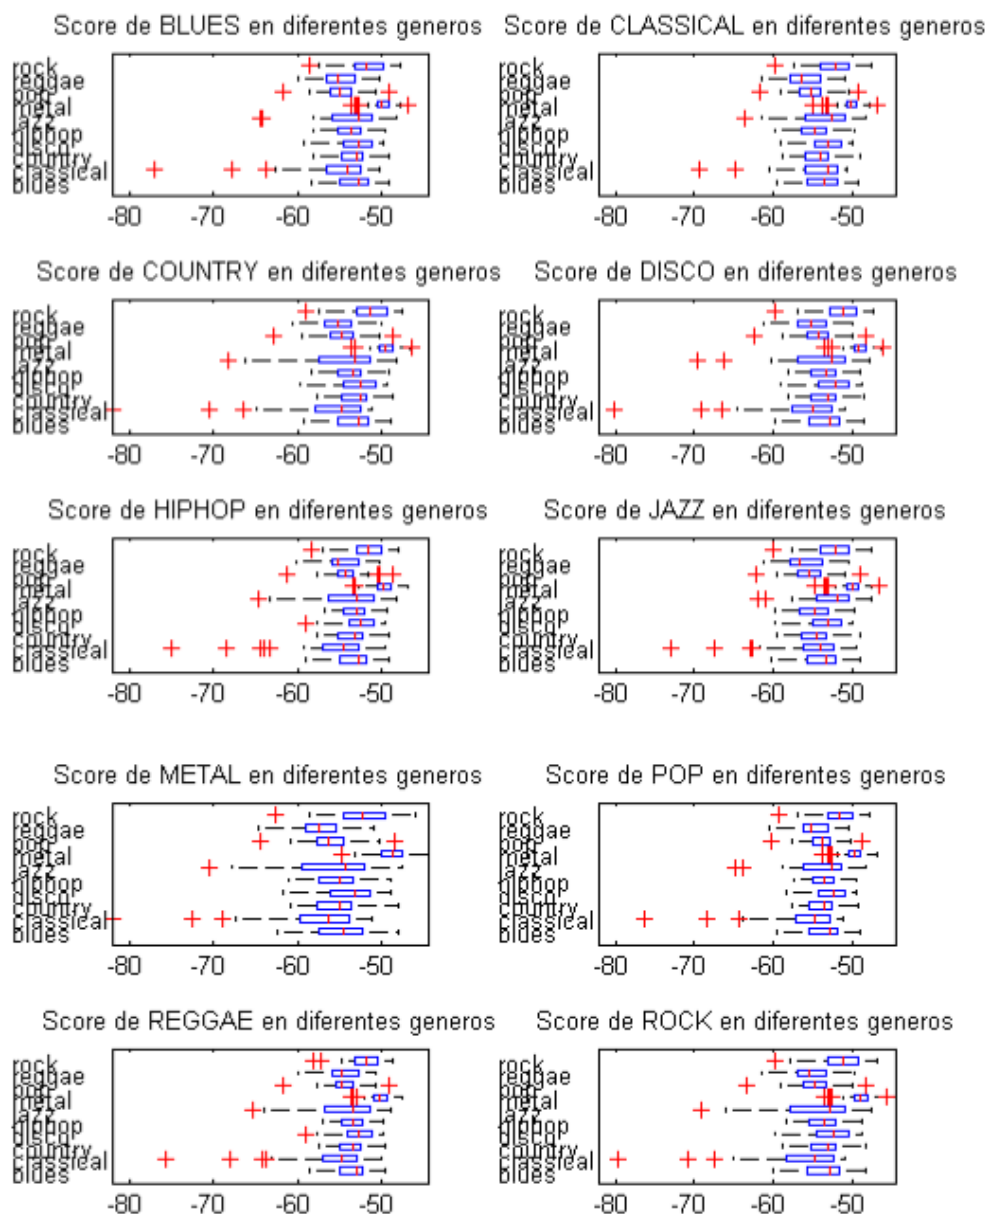 Score de BLUES en diferentes generos
rock
reggae
pop
metal
jazz
hiphop
disco
country
classical
blues
-80 -70 -60 -50
Score de CLASSICAL en diferentes generos
rock
reggae
pop
metal
jazz
hiphop
disco
country
classical
blues
-80 -70 -60 -50
Score de COUNTRY en diferentes generos
rock
reggae
pop
metal
jazz
hiphop
disco
country
classical
blues
-80 -70 -60 -50
Score de DISCO en diferentes generos
rock
reggae
pop
metal
jazz
hiphop
disco
country
classical
blues
-80 -70 -60 -50
Score de HIPHOP en diferentes generos
rock
reggae
pop
metal
jazz
hiphop
disco
country
classical
blues
-80 -70 -60 -50
Score de JAZZ en diferentes generos
rock
reggae
pop
metal
jazz
hiphop
disco
country
classical
blues
-80 -70 -60 -50
Score de METAL en diferentes generos
rock
reggae
pop
metal
jazz
hiphop
disco
country
classical
blues
-80 -70 -60 -50
Score de POP en diferentes generos
rock
reggae
pop
metal
jazz
hiphop
disco
country
classical
blues
-80 -70 -60 -50
Score de REGGAE en diferentes generos
rock
reggae
pop
metal
jazz
hiphop
disco
country
classical
blues
-80 -70 -60 -50
Score de ROCK en diferentes generos
rock
reggae
pop
metal
jazz
hiphop
disco
country
classical
blues
-80 -70 -60 -50